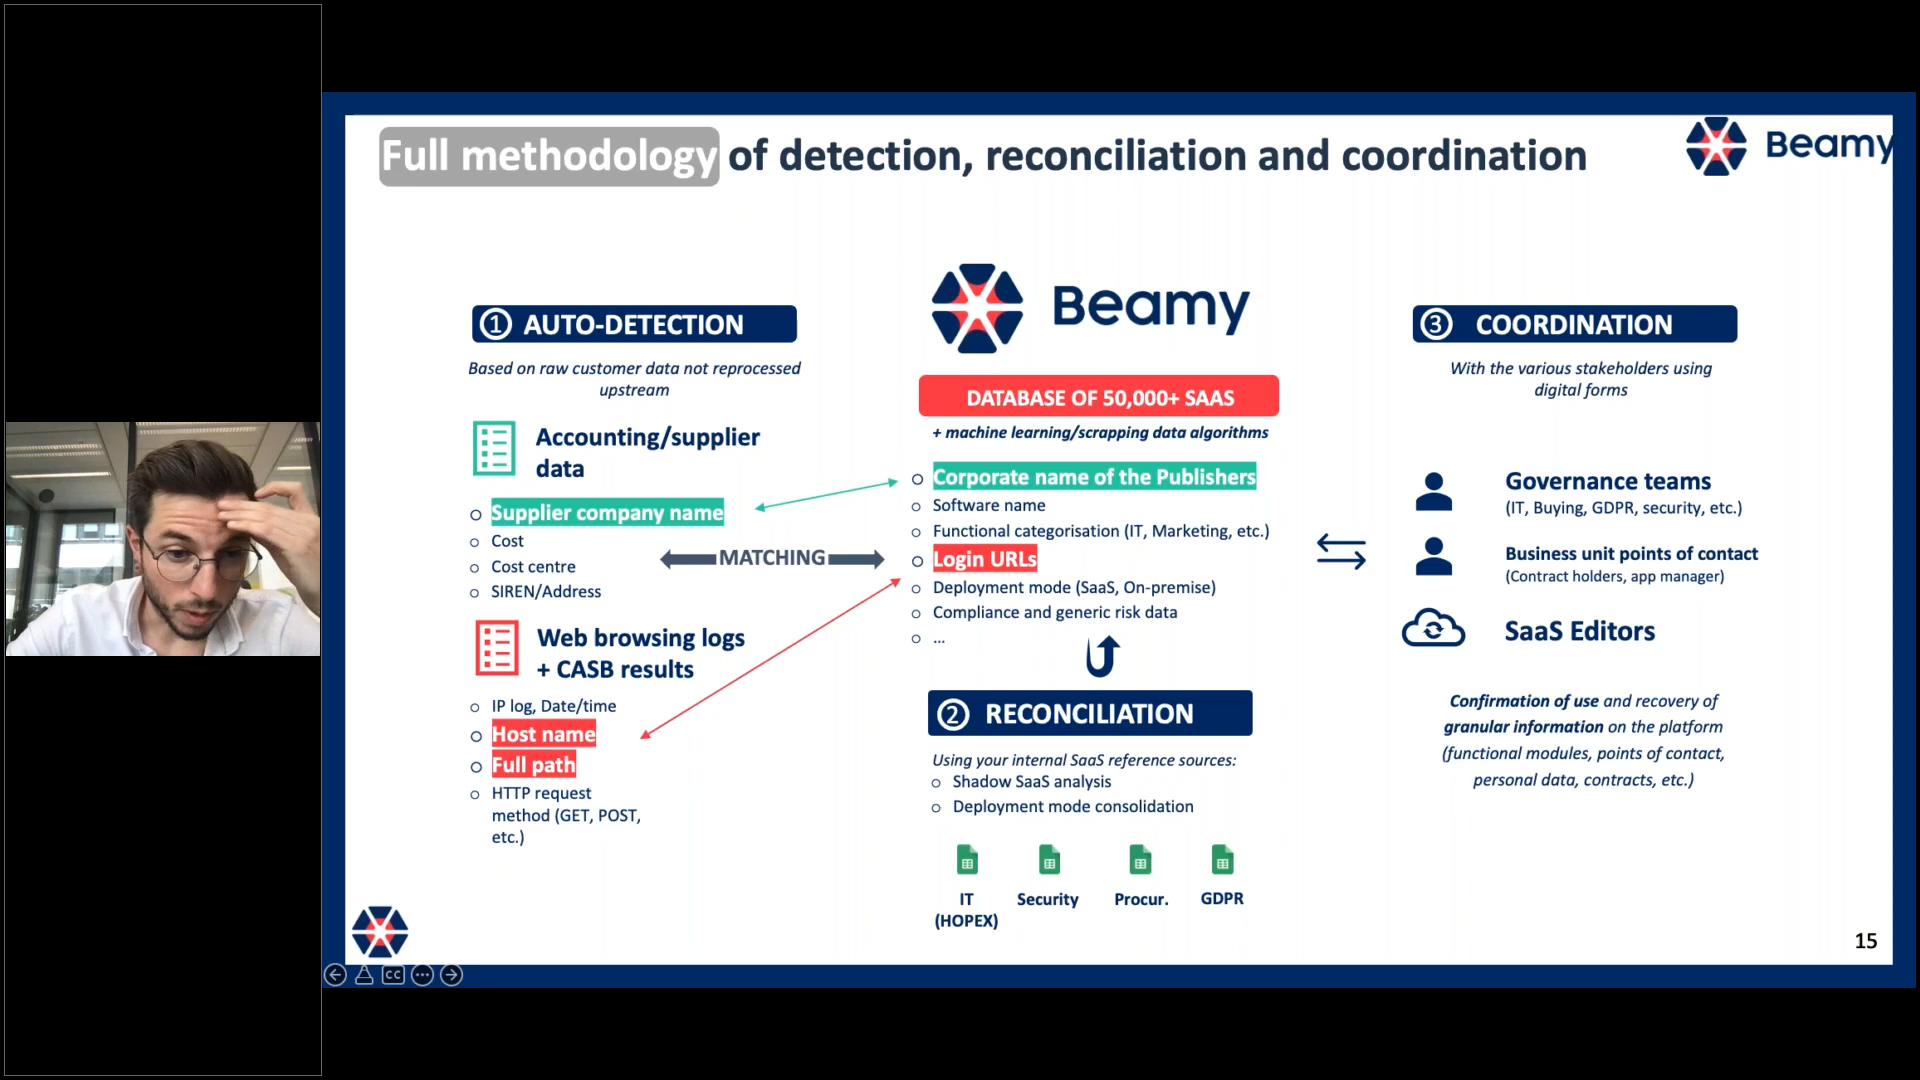 Full methodology of detection, reconciliation and coordination
Beamy
1 AUTO-DETECTION
Based on raw customer data not reprocessed
upstream
Accounting/supplier
data
Supplier company name
Cost
Cost centre
SIREN/Address
Web browsing logs
+ CASB results
IP log, Date/time
Host name
Full path
HTTP request
method (GET, POST,
etc.)
MATCHING
Beamy
DATABASE OF 50,000+ SAAS
+ machine learning/scrapping data algorithms
Corporate name of the Publishers
Software name
Functional categorisation (IT, Marketing, etc.)
Login URLs
Deployment mode (SaaS, On-premise)
Compliance and generic risk data
...
2 RECONCILIATION
Using your internal SaaS reference sources:
Shadow SaaS analysis
Deployment mode consolidation
IT
(HOPEX)
Security
Procur.
GDPR
3 COORDINATION
With the various stakeholders using
digital forms
Governance teams
(IT, Buying, GDPR, security, etc.)
Business unit points of contact
(Contract holders, app manager)
SaaS Editors
Confirmation of use and recovery of
granular information on the platform
(functional modules, points of contact,
personal data, contracts, etc.)
15
CC